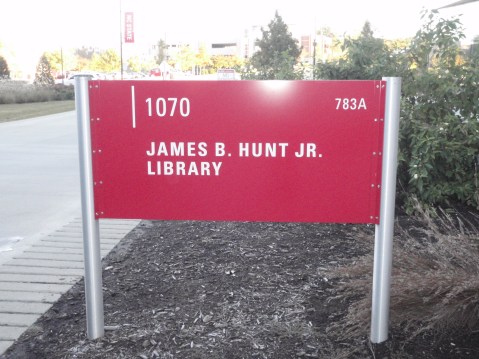 1070
783A
JAMES B. HUNT JR.
LIBRARY